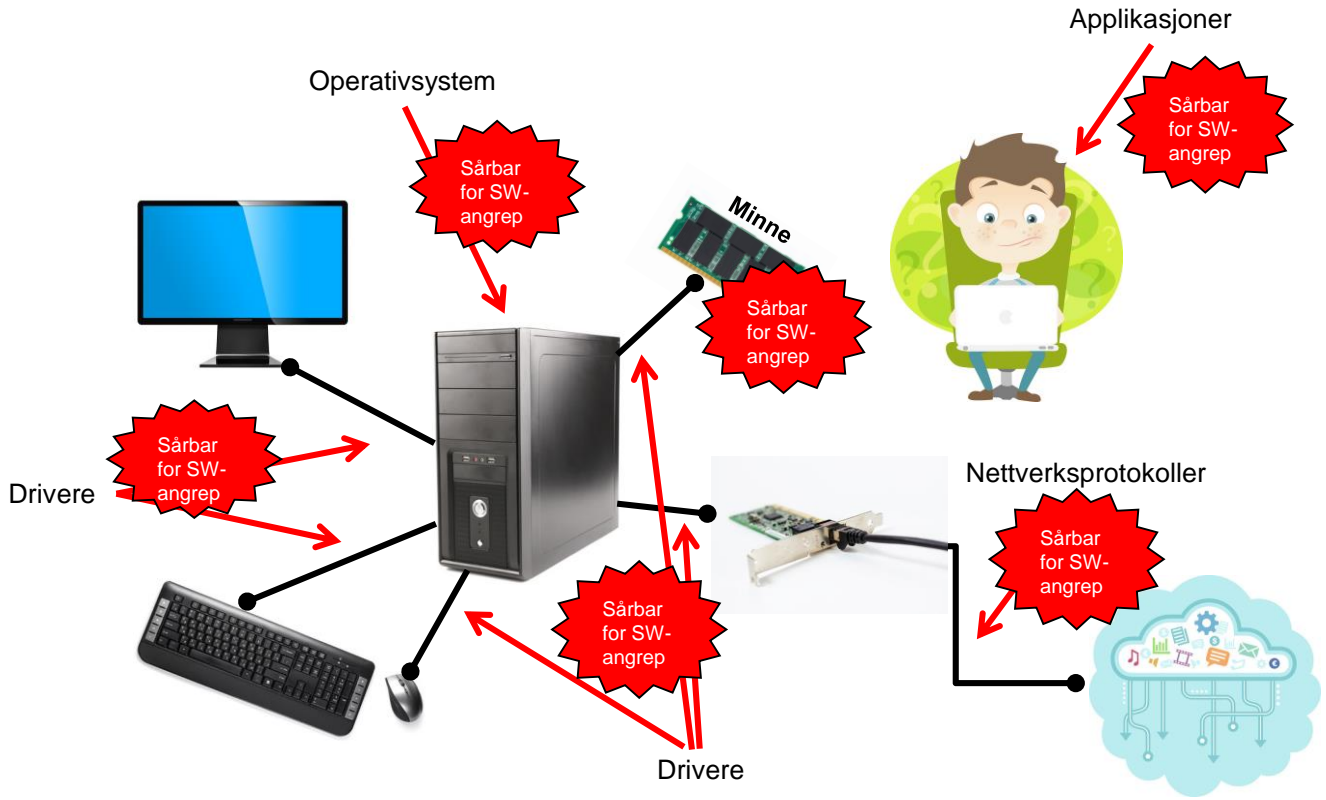 Applikasjoner
Sårbar
for SW-
angrep
Operativsystem
Sårbar
for SW-
angrep
Minne
Sårbar
for SW-
angrep
Sårbar
for SW-
angrep
Drivere
Nettverksprotokoller
Sårbar
for SW-
angrep
Sårbar
for SW-
angrep
Drivere